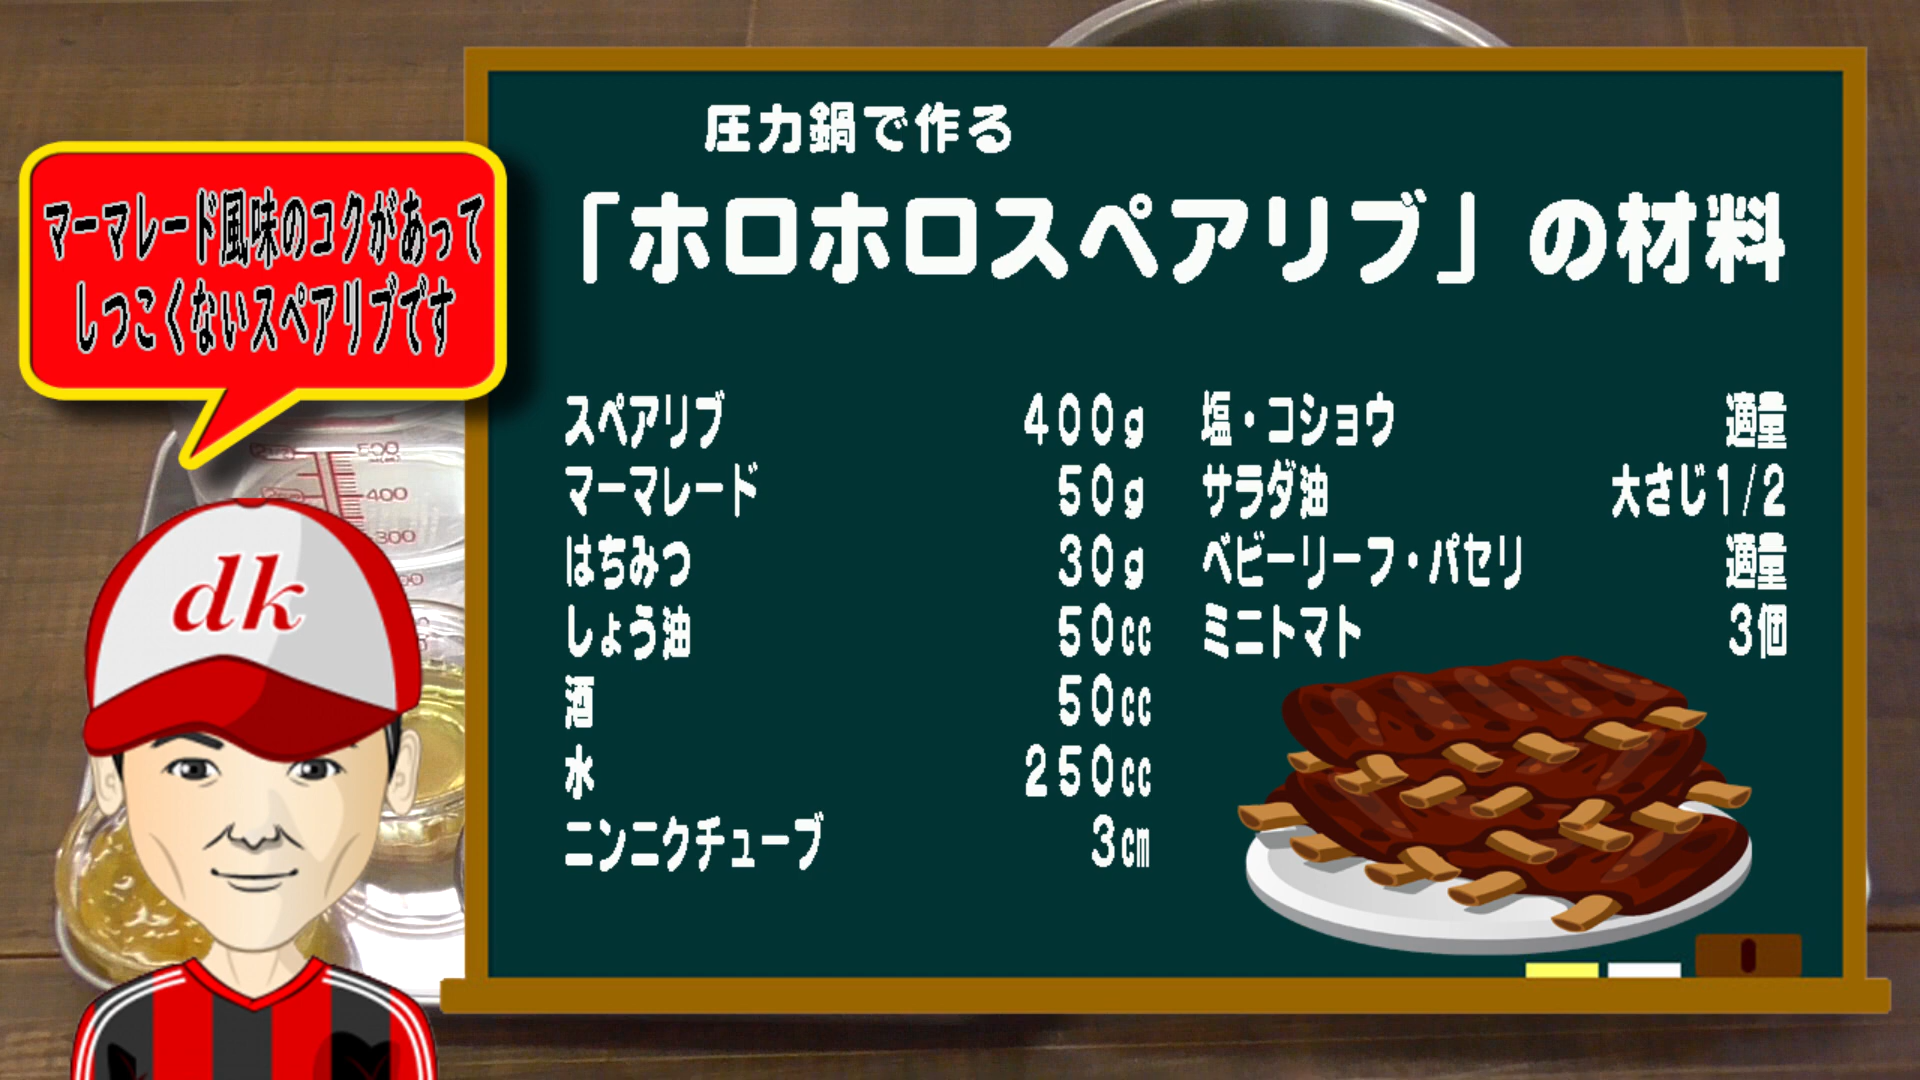 圧力鍋で作る
「ホロホロスペアリブ」の材料
マーマレード風味のコクがあって
しつこくないスペアリブです
スペアリブ 400g
マーマレード 50g
はちみつ 30g
しょう油 50cc
酒 50cc
水 250cc
ニンニクチューブ 3cm
塩・コショウ 適量
サラダ油 大さじ1/2
ベビーリーフ・パセリ 適量
ミニトマト 3個
dk
500
400
300